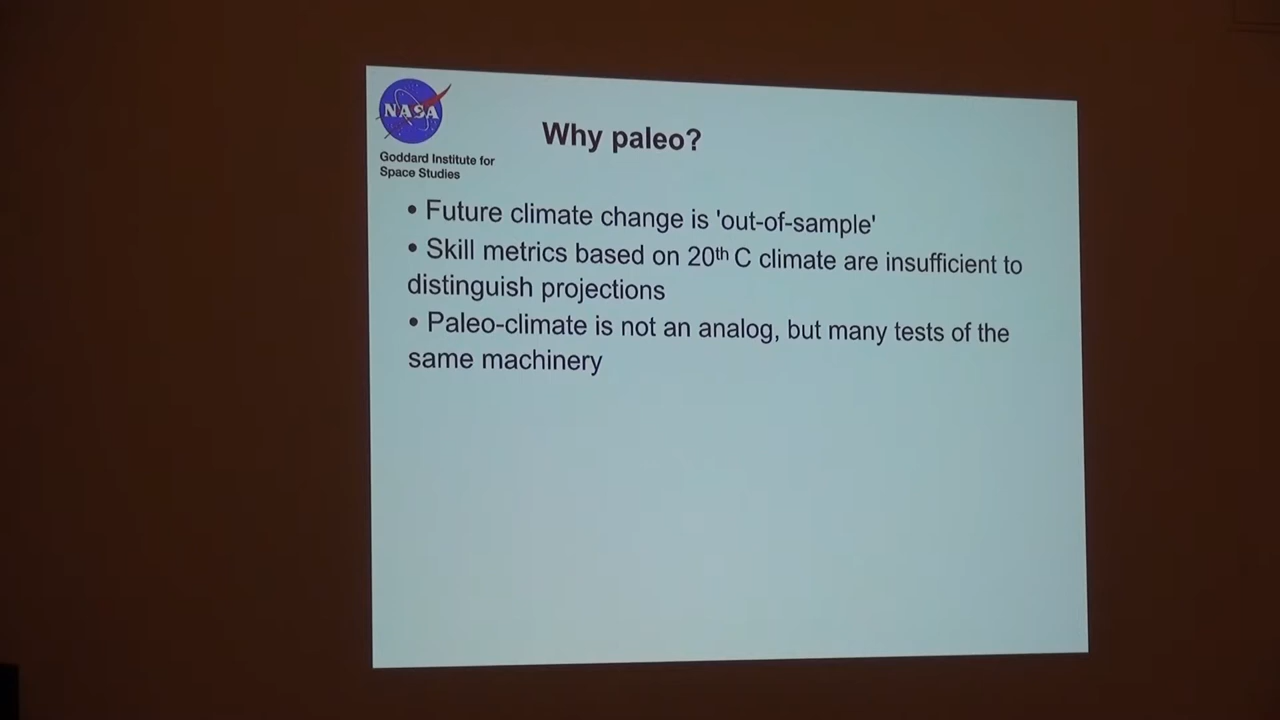 NASA
Goddard Institute for
Space Studies
Why paleo?
• Future climate change is 'out-of-sample'
• Skill metrics based on 20th C climate are insufficient to
distinguish projections
• Paleo-climate is not an analog, but many tests of the
same machinery